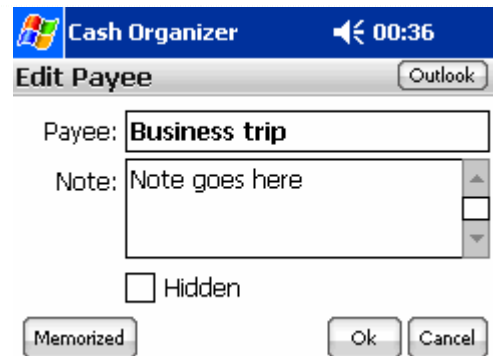 Cash Organizer 00:36
Edit Payee Outlook
Payee: Business trip
Note: Note goes here
Hidden
Memorized Ok Cancel